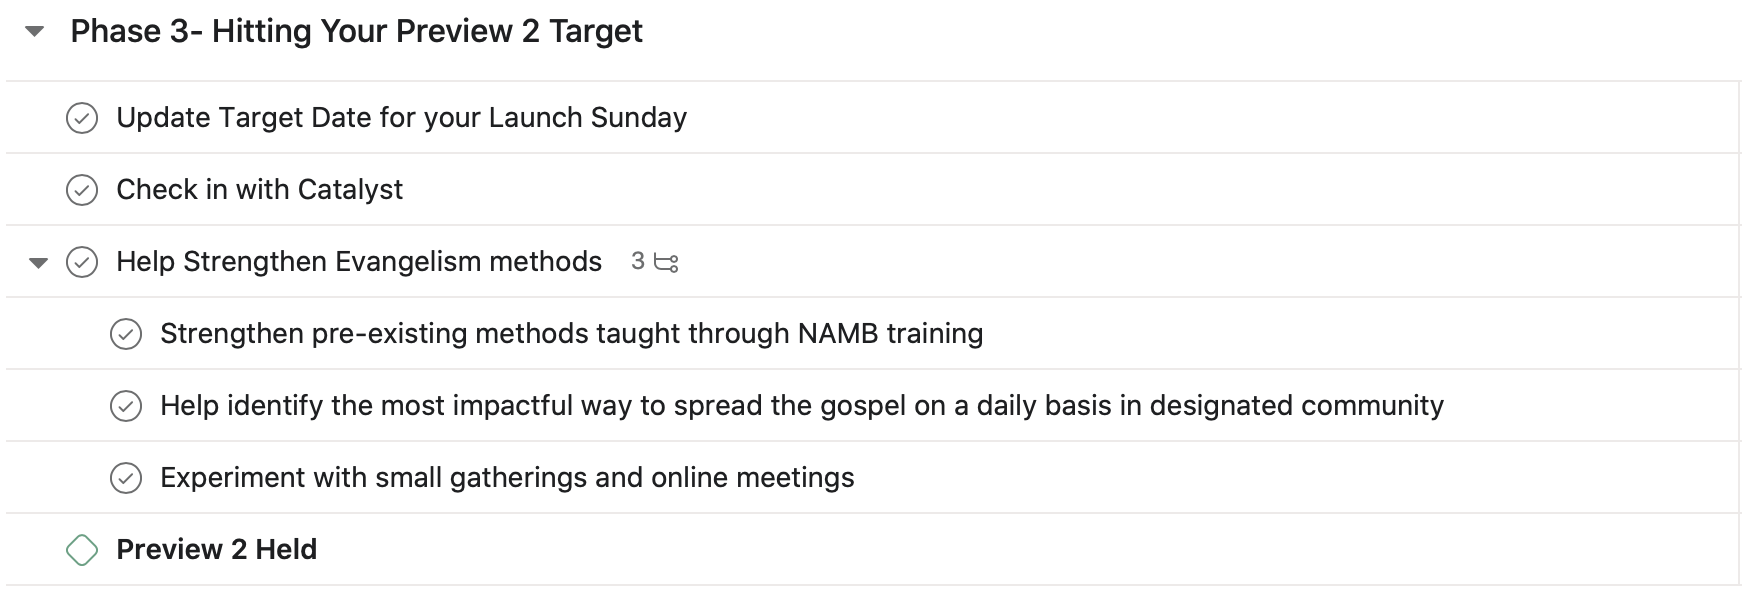 Phase 3- Hitting Your Preview 2 Target
Update Target Date for your Launch Sunday
Check in with Catalyst
Help Strengthen Evangelism methods 3
Strengthen pre-existing methods taught through NAMB training
Help identify the most impactful way to spread the gospel on a daily basis in designated community
Experiment with small gatherings and online meetings
Preview 2 Held